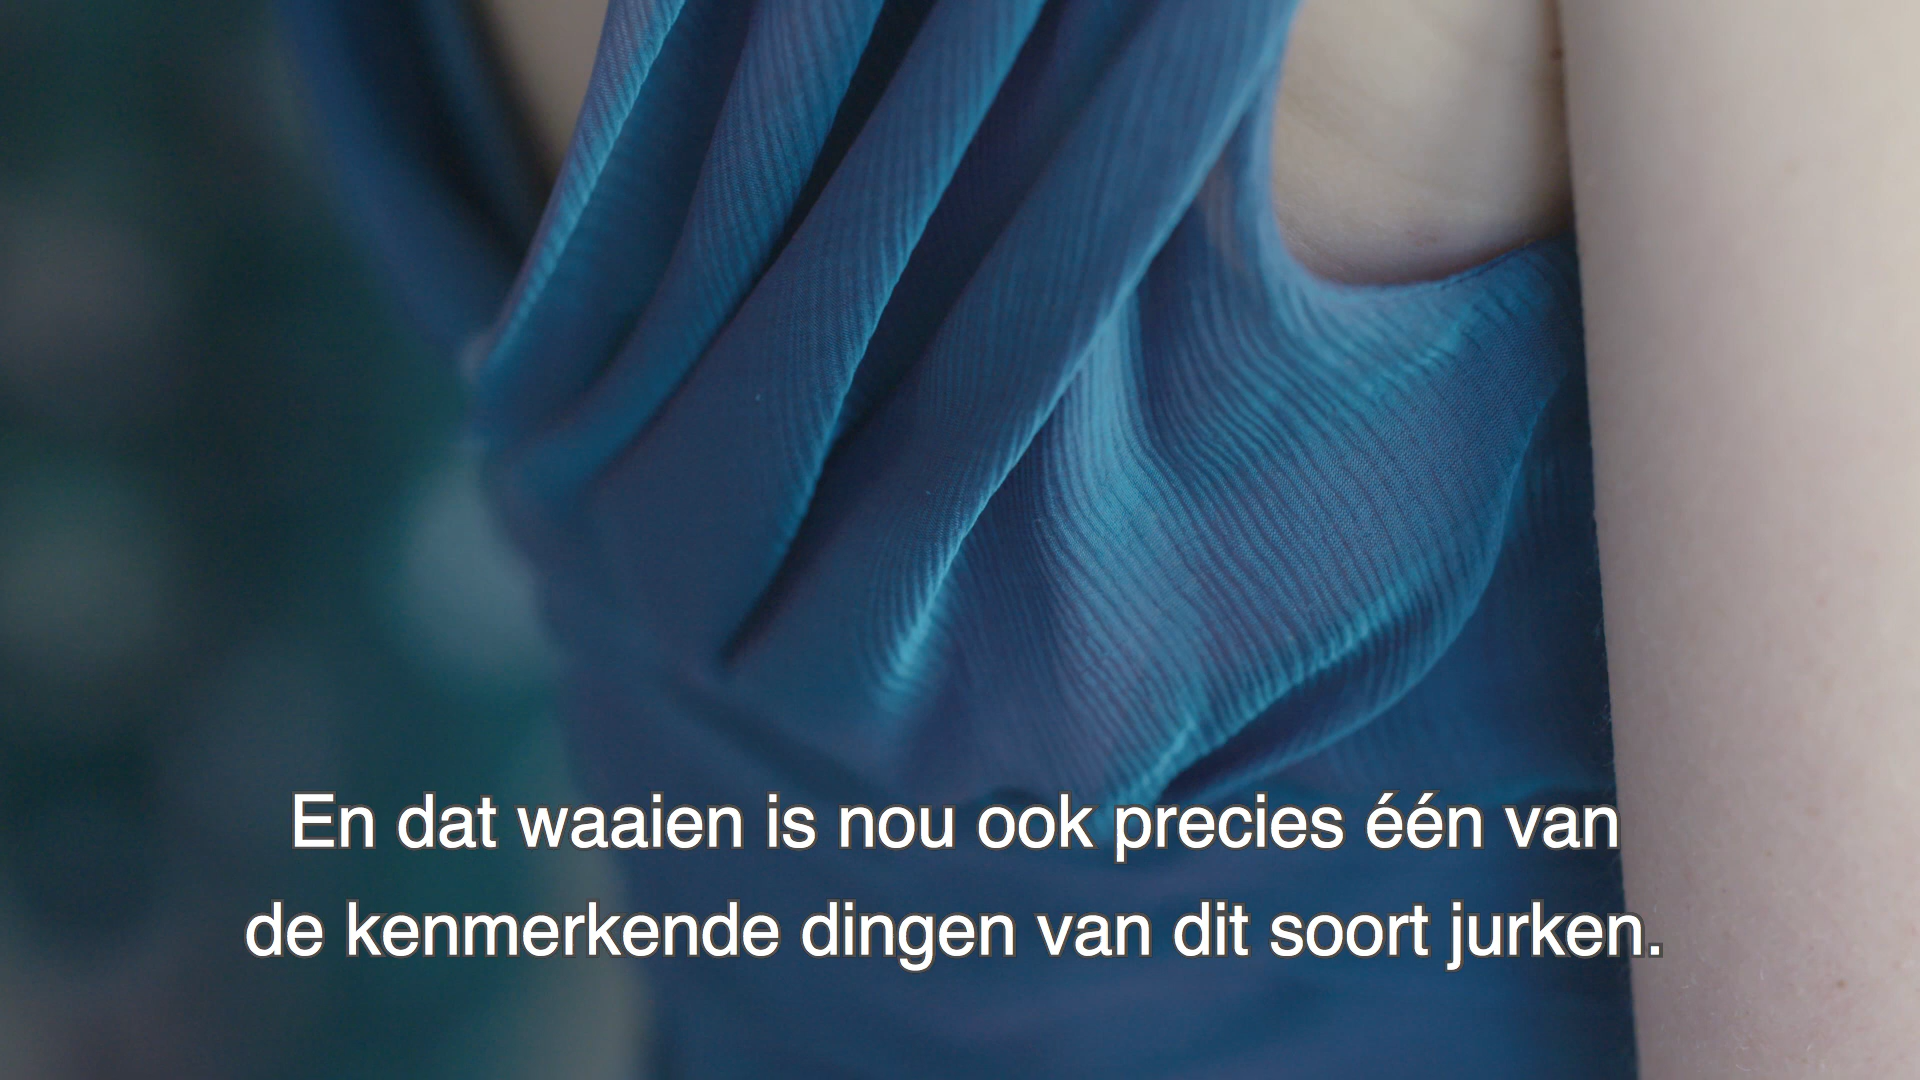 En dat waaien is nou ook precies één van
de kenmerkende dingen van dit soort jurken.